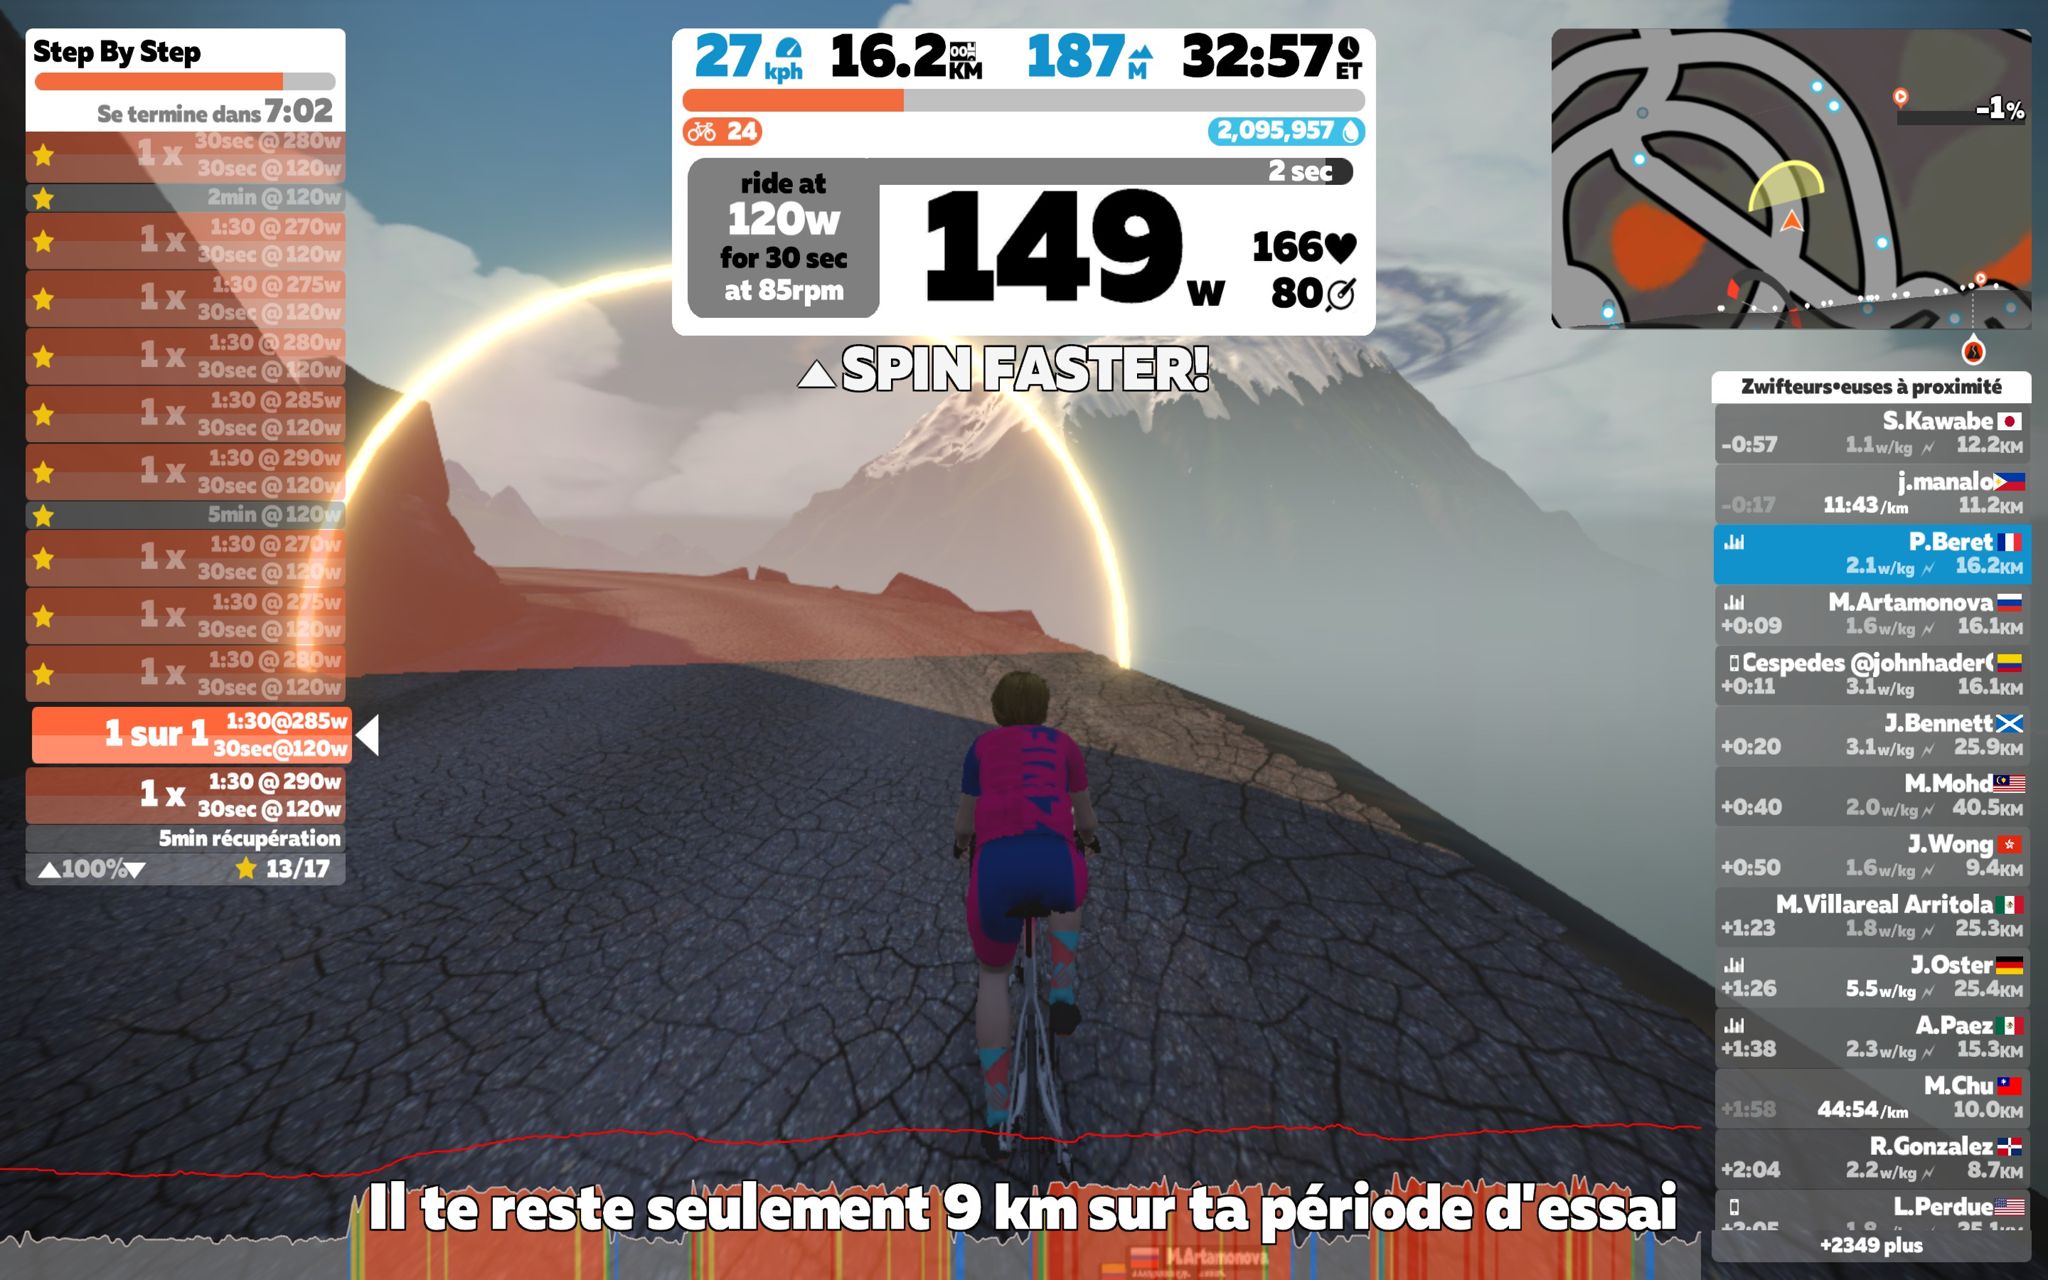 Step By Step
Se termine dans 7:02
1 x
30sec @ 280w
30sec @ 120w
2min @ 120w
1 x
1:30 @ 270w
30sec @ 120w
1 x
1:30 @ 275w
30sec @ 120w
1 x
1:30 @ 280w
30sec @ 120w
1 x
1:30 @ 285w
30sec @ 120w
1 x
1:30 @ 290w
30sec @ 120w
5min @ 120w
1 x
1:30 @ 270w
30sec @ 120w
1 x
1:30 @ 275w
30sec @ 120w
1 x
1:30 @ 280w
30sec @ 120w
1 sur 1
1:30@285w
30sec@120w
1 x
1:30 @ 290w
30sec @ 120w
5min récupération
100%
13/17
27 kph 16.2 KM 187 M 32:57 ET
24
2,095,957
2 sec
ride at
120w
for 30 sec
at 85rpm
149 w
166
80
SPIN FASTER!
-1%
Zwifteurs•euses à proximité
S.Kawabe
-0:57 1.1w/kg 12.2KM
j.manalo
-0:17 11:43/km 11.2KM
P.Beret
2.1w/kg 16.2KM
M.Artamonova
+0:09 1.6w/kg 16.1KM
Cespedes @johnhader
+0:11 3.1w/kg 16.1KM
J.Bennett
+0:20 3.1w/kg 25.9KM
M.Mohd
+0:40 2.0w/kg 40.5KM
J.Wong
+0:50 1.6w/kg 9.4KM
M.Villareal Arritola
+1:23 1.8w/kg 25.3KM
J.Oster
+1:26 5.5w/kg 25.4KM
A.Paez
+1:38 2.3w/kg 15.3KM
M.Chu
+1:58 44:54/km 10.0KM
R.Gonzalez
+2:04 2.2w/kg 8.7KM
L.Perdue
+2:05 1.8w/kg 25.1KM
+2349 plus
Il te reste seulement 9 km sur ta période d'essai
M.Artamonova